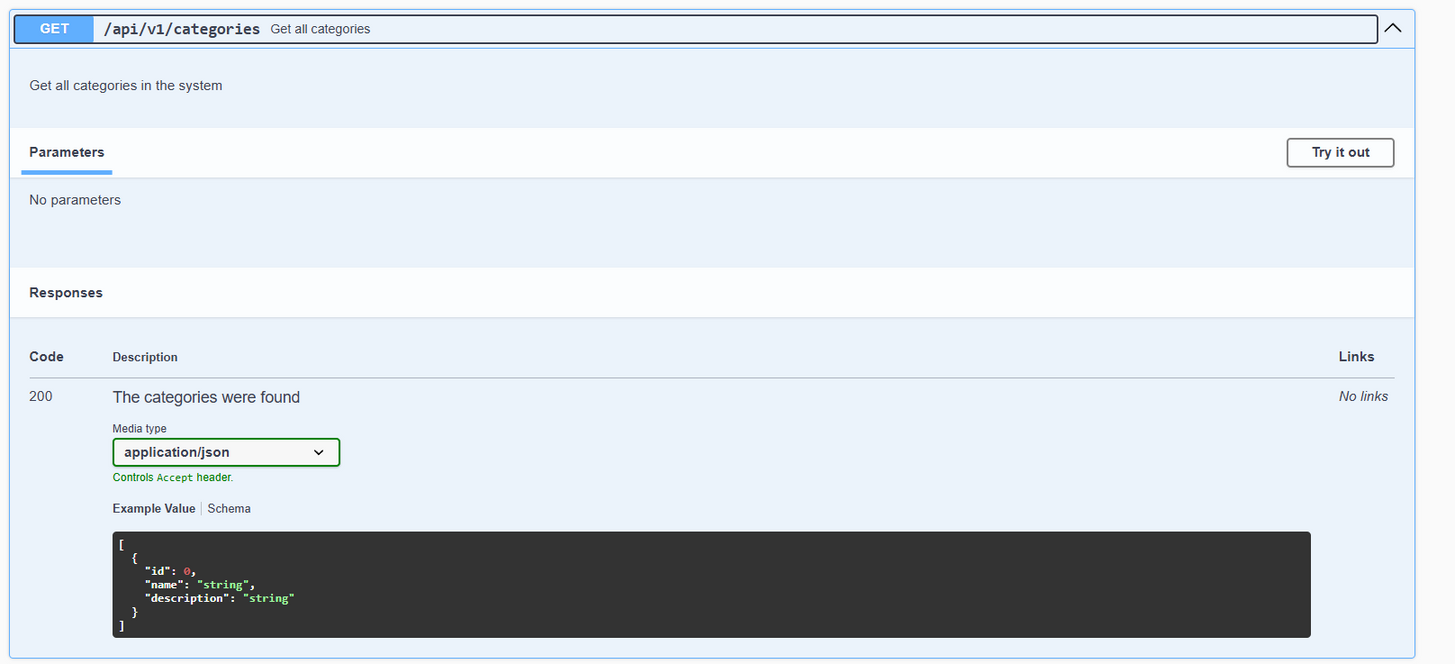 GET /api/v1/categories Get all categories
Get all categories in the system
Parameters Try it out
No parameters
Responses
Code Description Links
200 The categories were found No links
Media type
application/json
Controls Accept header.
Example Value Schema
[
  {
    "id": 0,
    "name": "string",
    "description": "string"
  }
]